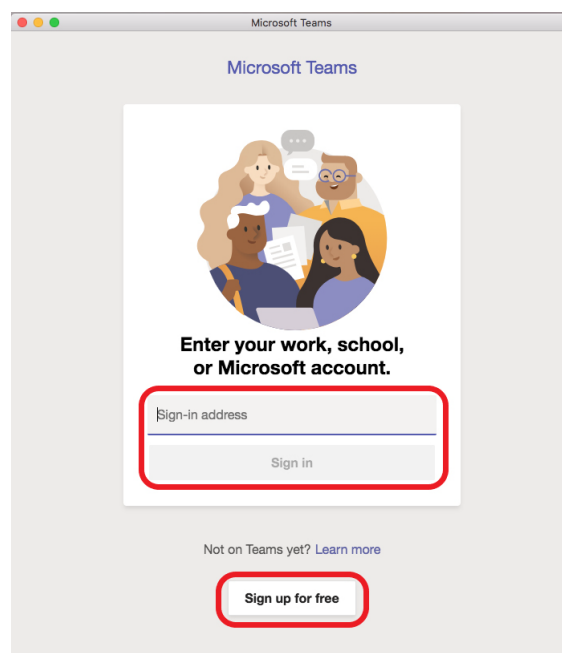 Microsoft Teams
Microsoft Teams
Enter your work, school,
or Microsoft account.
Sign-in address
Sign in
Not on Teams yet? Learn more
Sign up for free